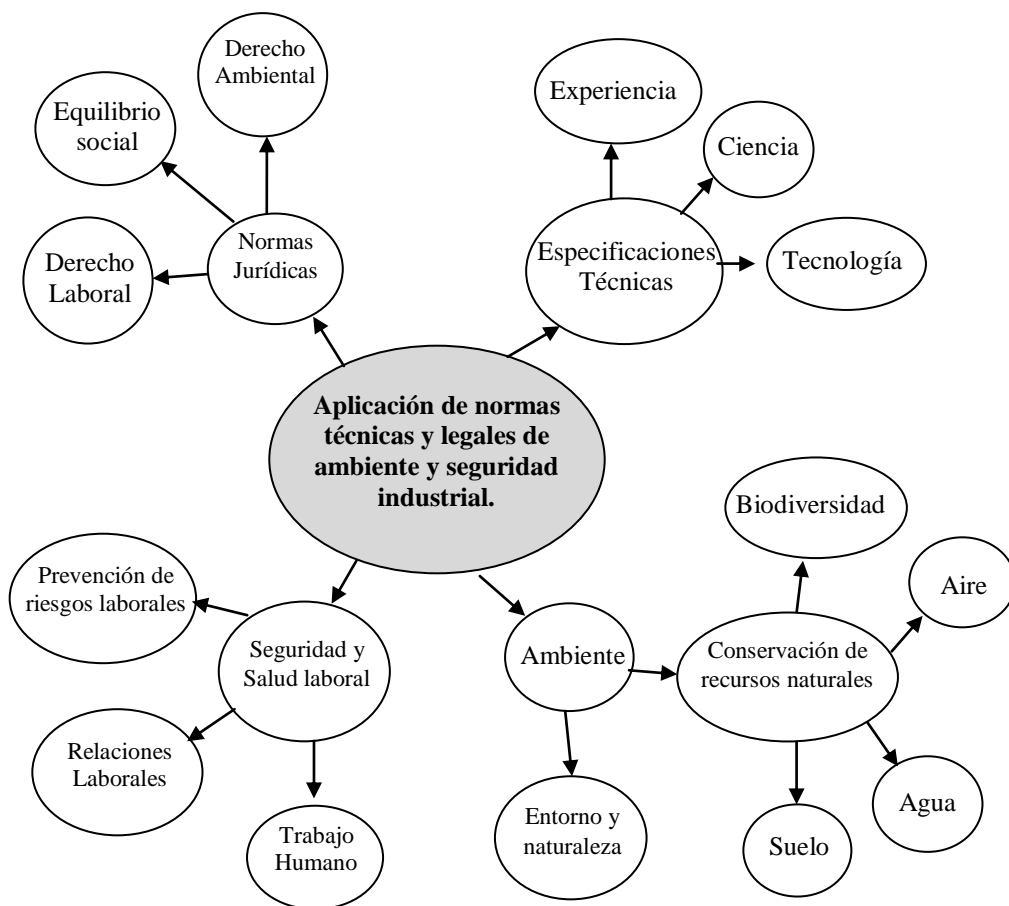 Derecho
Ambiental
Equilibrio
social
Derecho
Laboral
Normas
Jurídicas
Experiencia
Ciencia
Especificaciones
Técnicas
Tecnología
Aplicación de normas
técnicas y legales de
ambiente y seguridad
industrial.
Prevención de
riesgos laborales
Seguridad y
Salud laboral
Relaciones
Laborales
Trabajo
Humano
Ambiente
Entorno y
naturaleza
Conservación de
recursos naturales
Biodiversidad
Aire
Agua
Suelo